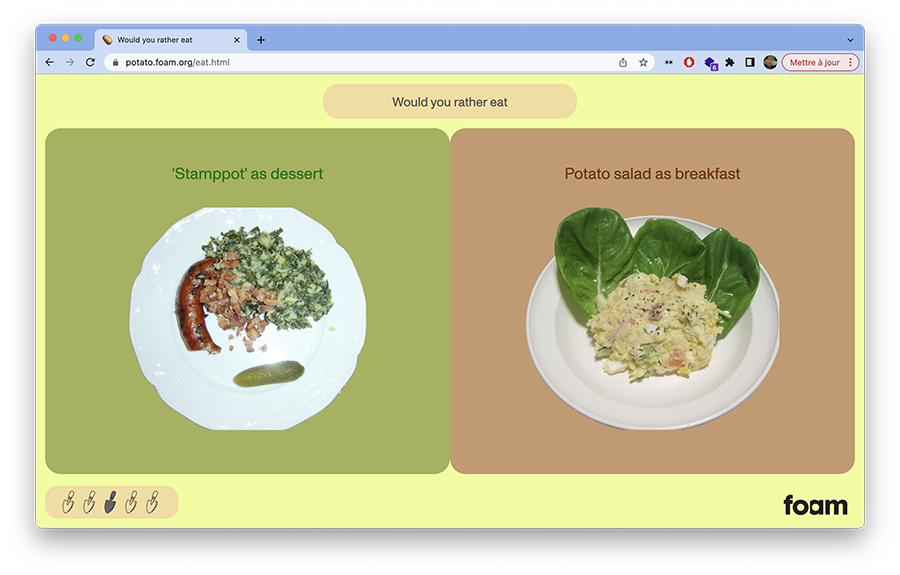 Would you rather eat
potato.foam.org/eat.html
6
Mettre à jour
Would you rather eat
'Stamppot' as dessert
Potato salad as breakfast
foam